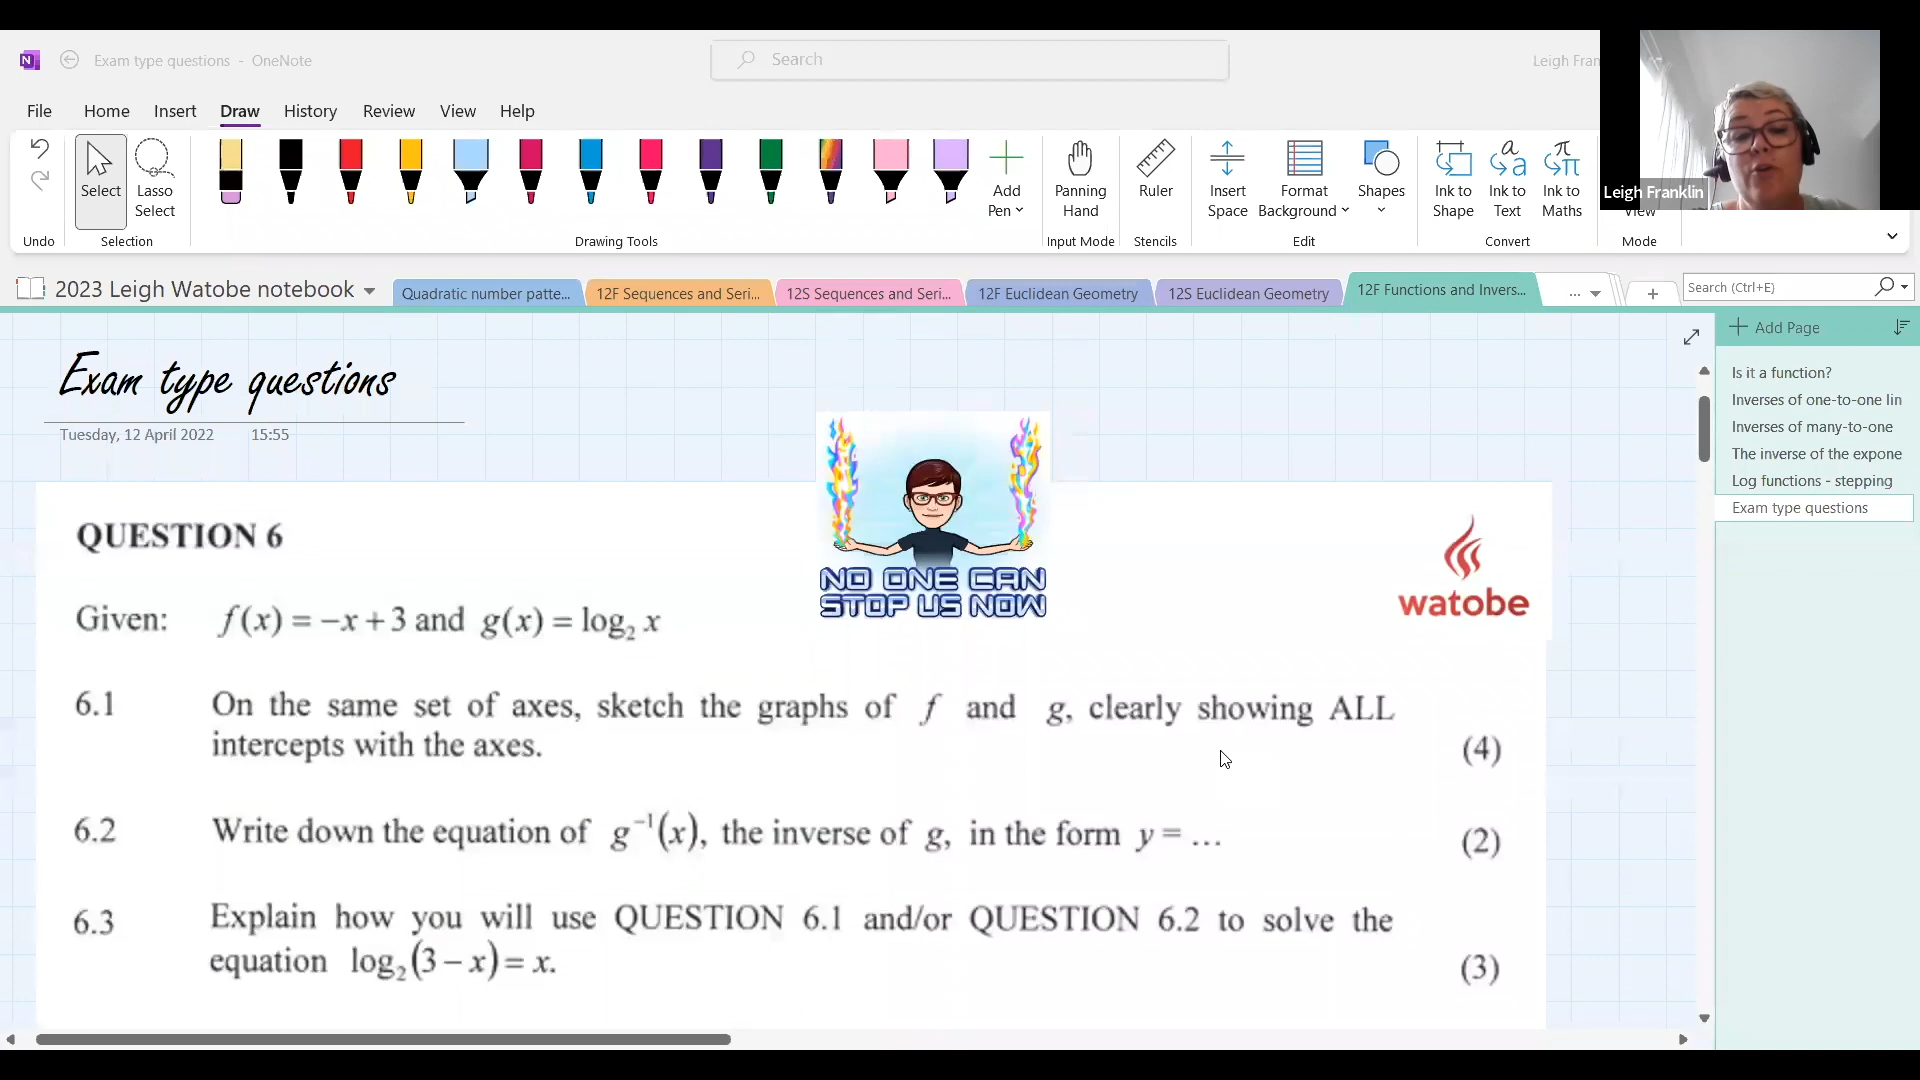 Exam type questions - OneNote
Search
Leigh Fran
File Home Insert Draw History Review View Help
Select
Lasso Select
Add Pen
Panning Hand
Ruler
Insert Space
Format Background
Shapes
Ink to Shape
Ink to Text
Ink to Maths
View
Leigh Franklin
Undo Selection Drawing Tools Input Mode Stencils Edit Convert Mode
2023 Leigh Watobe notebook
Quadratic number patte...
12F Sequences and Seri...
12S Sequences and Seri...
12F Euclidean Geometry
12S Euclidean Geometry
12F Functions and Invers...
...
Search (Ctrl+E)
Add Page
Is it a function?
Inverses of one-to-one lin
Inverses of many-to-one
The inverse of the expone
Log functions - stepping
Exam type questions
Exam type questions
Tuesday, 12 April 2022 15:55
NO ONE CAN
STOP US NOW
watobe
QUESTION 6
Given: f(x) = −x + 3 and g(x) = log₂ x
6.1 On the same set of axes, sketch the graphs of f and g, clearly showing ALL
intercepts with the axes. (4)
6.2 Write down the equation of g⁻¹(x), the inverse of g, in the form y = ... (2)
6.3 Explain how you will use QUESTION 6.1 and/or QUESTION 6.2 to solve the
equation log₂(3 − x) = x. (3)